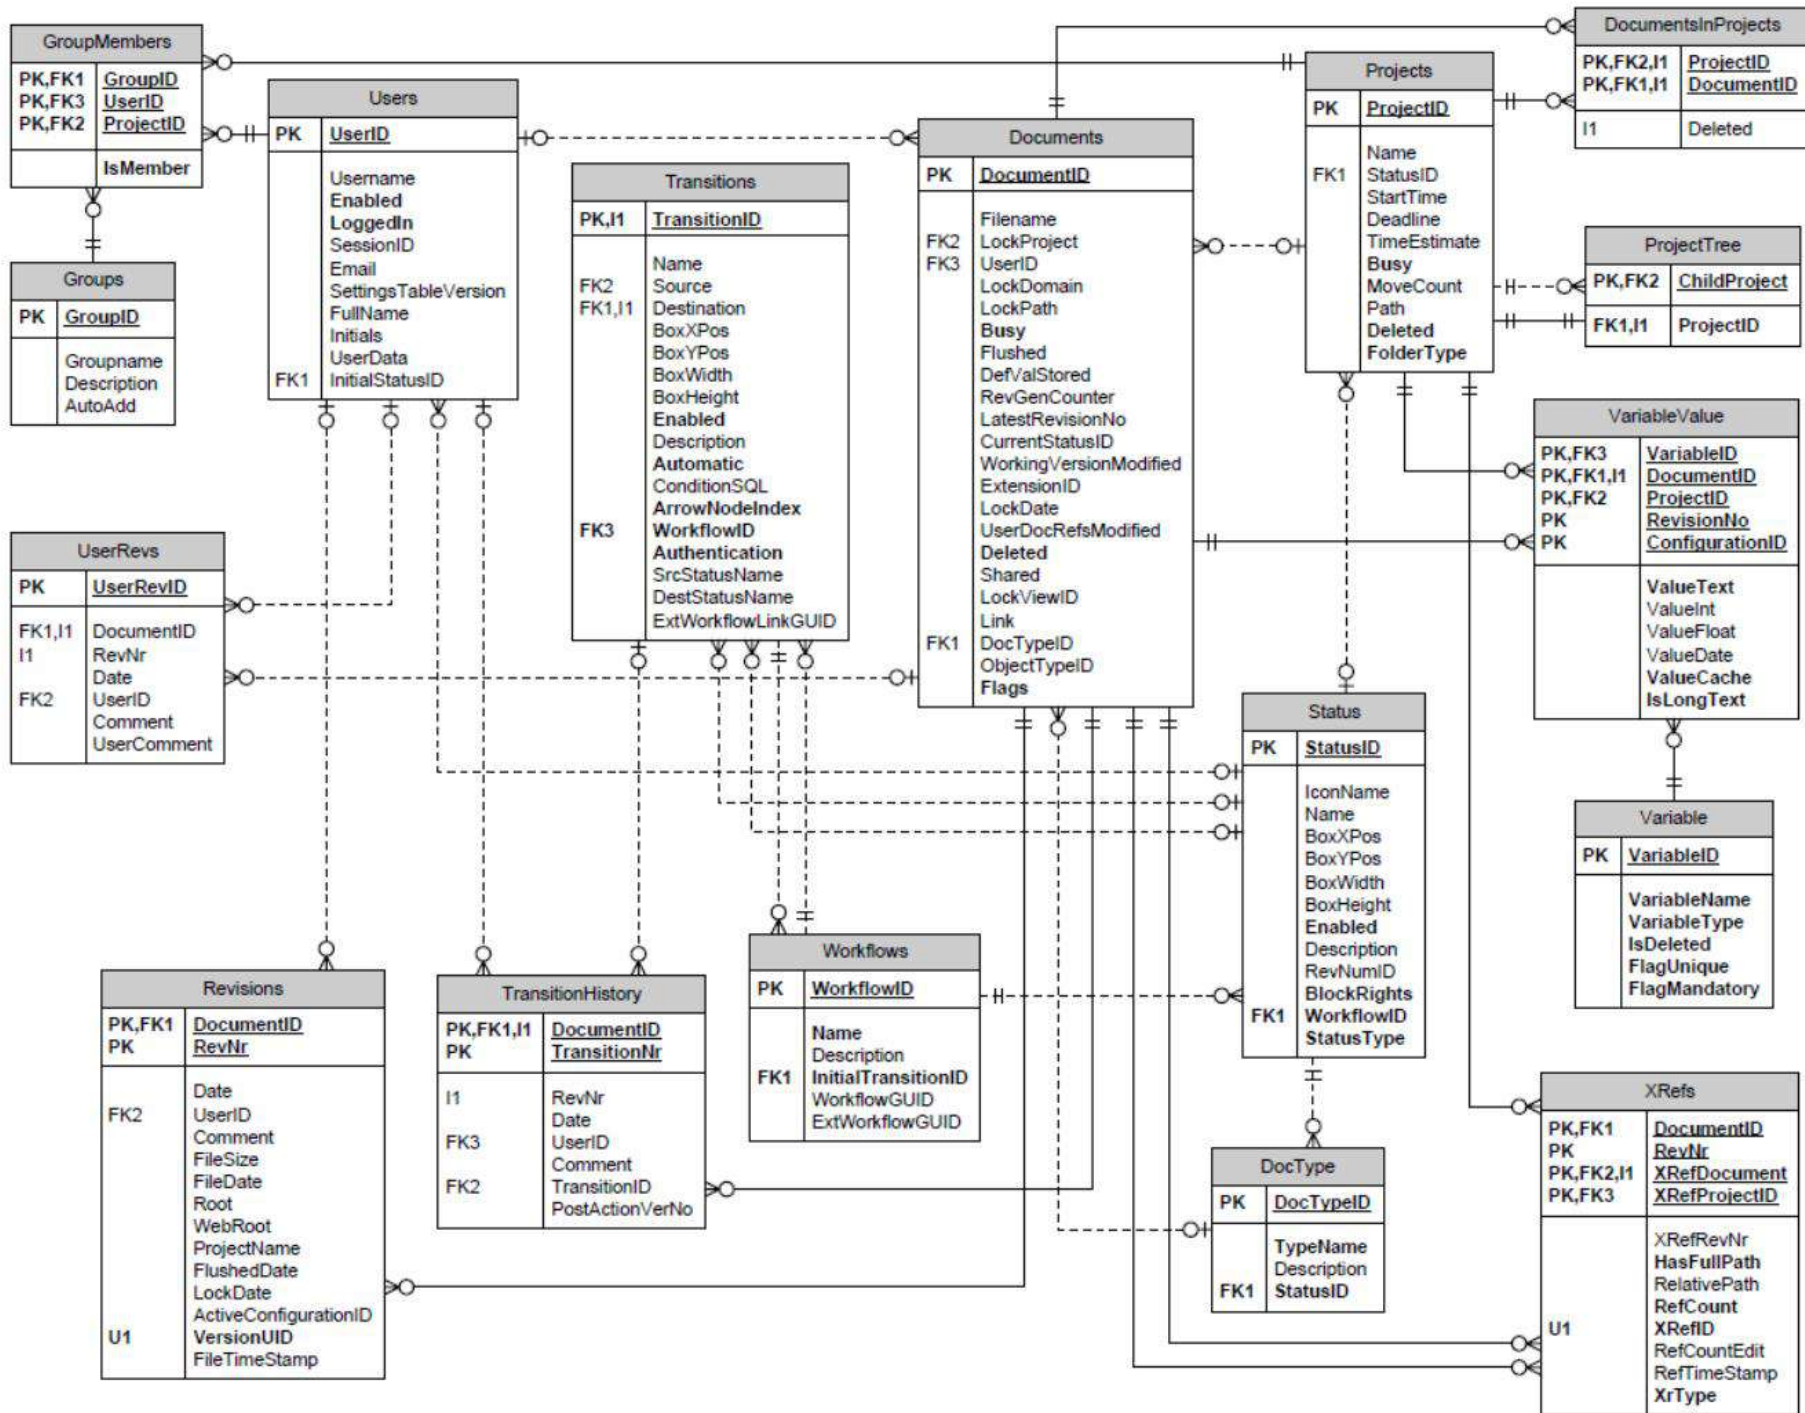 GroupMembers
PK,FK1 GroupID
PK,FK3 UserID
PK,FK2 ProjectID
IsMember
Groups
PK GroupID
Groupname
Description
AutoAdd
Users
PK UserID
Username
Enabled
LoggedIn
SessionID
Email
SettingsTableVersion
FullName
Initials
UserData
FK1 InitialStatusID
Transitions
PK,I1 TransitionID
Name
FK2 Source
FK1,I1 Destination
BoxXPos
BoxYPos
BoxWidth
BoxHeight
Enabled
Description
Automatic
ConditionSQL
ArrowNodeIndex
FK3 WorkflowID
Authentication
SrcStatusName
DestStatusName
ExtWorkflowLinkGUID
Documents
PK DocumentID
Filename
FK2 LockProject
FK3 UserID
LockDomain
LockPath
Busy
Flushed
DefValStored
RevGenCounter
LatestRevisionNo
CurrentStatusID
WorkingVersionModified
ExtensionID
LockDate
UserDocRefsModified
Deleted
Shared
LockViewID
Link
FK1 DocTypeID
ObjectTypeID
Flags
Projects
PK ProjectID
Name
FK1 StatusID
StartTime
Deadline
TimeEstimate
Busy
MoveCount
Path
Deleted
FolderType
DocumentsInProjects
PK,FK2,I1 ProjectID
PK,FK1,I1 DocumentID
I1 Deleted
ProjectTree
PK,FK2 ChildProject
FK1,I1 ProjectID
VariableValue
PK,FK3 VariableID
PK,FK1,I1 DocumentID
PK,FK2 ProjectID
PK RevisionNo
PK ConfigurationID
ValueText
ValueInt
ValueFloat
ValueDate
ValueCache
IsLongText
UserRevs
PK UserRevID
FK1,I1 DocumentID
I1 RevNr
Date
FK2 UserID
Comment
UserComment
Status
PK StatusID
IconName
Name
BoxXPos
BoxYPos
BoxWidth
BoxHeight
Enabled
Description
RevNumID
BlockRights
FK1 WorkflowID
StatusType
Variable
PK VariableID
VariableName
VariableType
IsDeleted
FlagUnique
FlagMandatory
Revisions
PK,FK1 DocumentID
PK RevNr
Date
FK2 UserID
Comment
FileSize
FileDate
Root
WebRoot
ProjectName
FlushedDate
LockDate
ActiveConfigurationID
U1 VersionUID
FileTimeStamp
TransitionHistory
PK,FK1,I1 DocumentID
PK TransitionNr
I1 RevNr
Date
FK3 UserID
Comment
FK2 TransitionID
PostActionVerNo
Workflows
PK WorkflowID
Name
Description
FK1 InitialTransitionID
WorkflowGUID
ExtWorkflowGUID
DocType
PK DocTypeID
TypeName
Description
FK1 StatusID
XRefs
PK,FK1 DocumentID
PK RevNr
PK,FK2,I1 XRefDocument
PK,FK3 XRefProjectID
XRefRevNr
HasFullPath
RelativePath
RefCount
U1 XRefID
RefCountEdit
RefTimeStamp
XrType